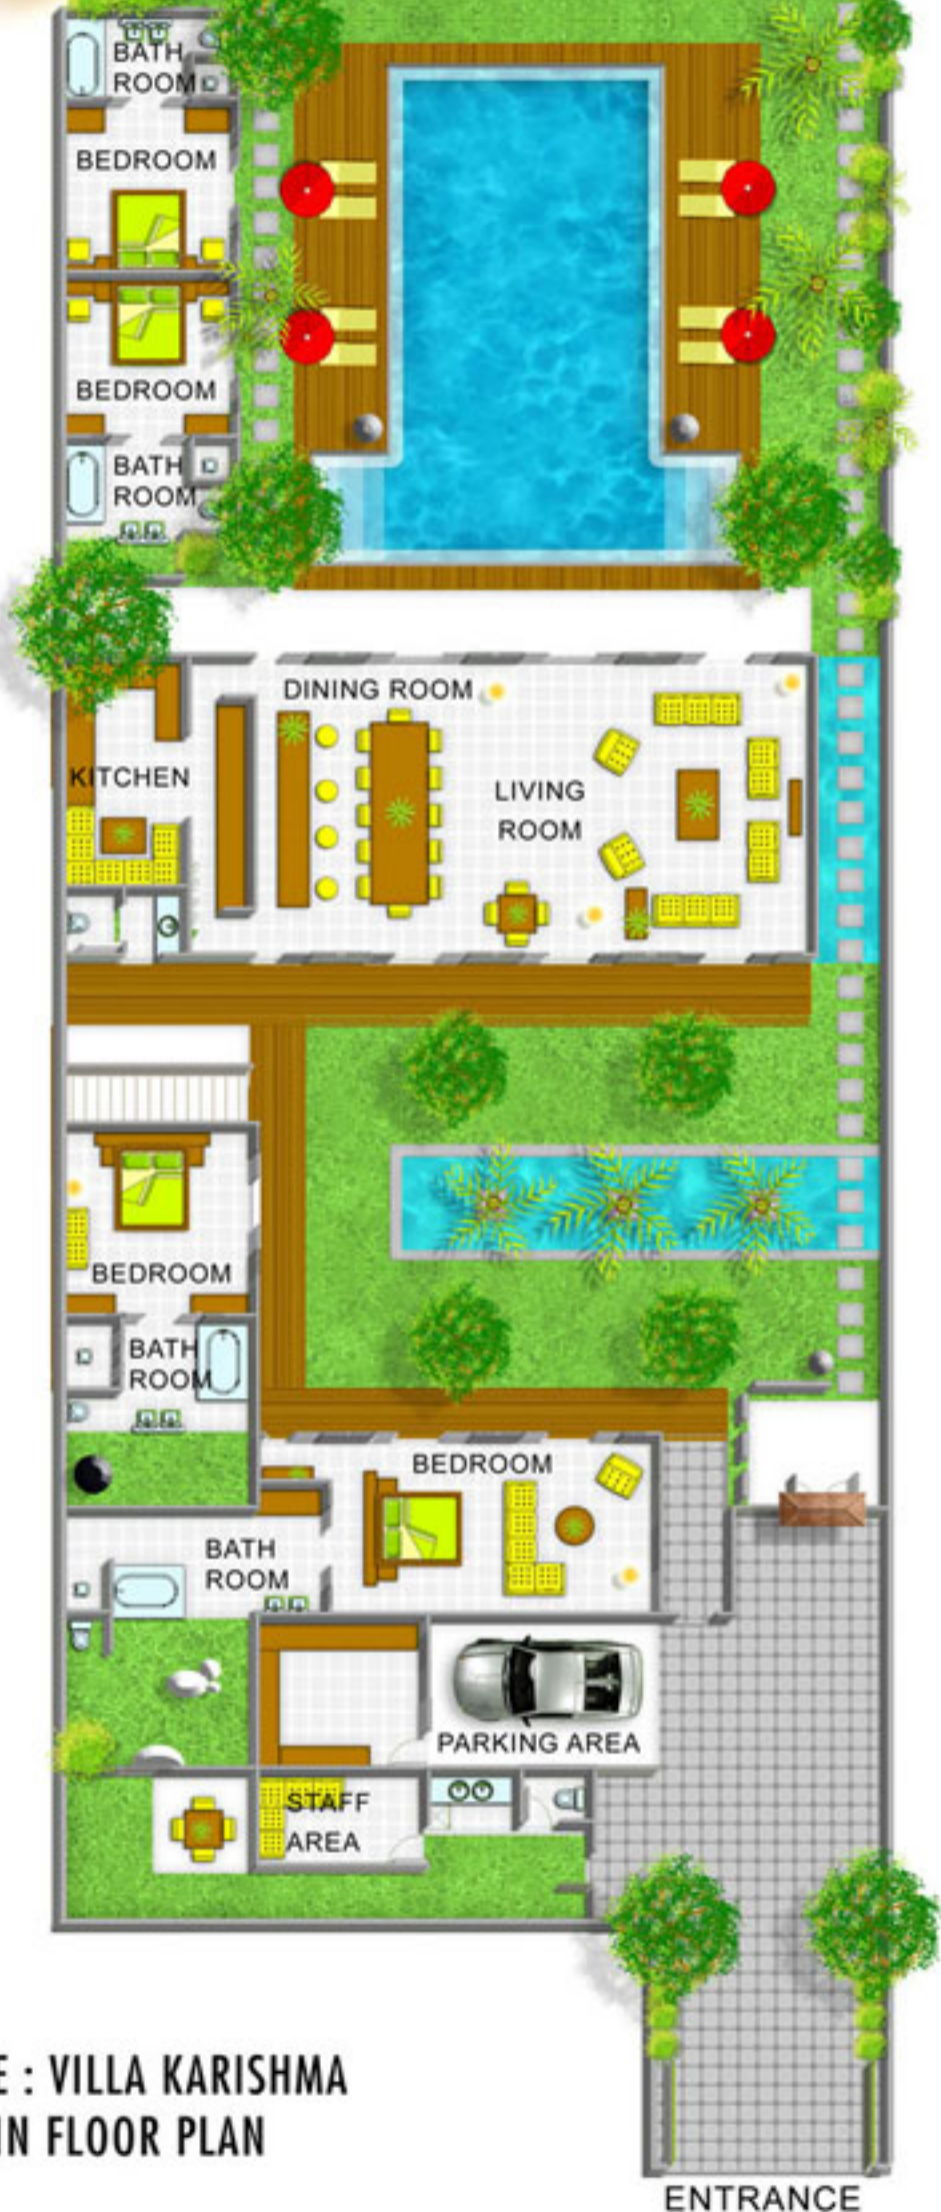 BATH
ROOM
BEDROOM
BEDROOM
BATH
ROOM
DINING ROOM
KITCHEN
LIVING
ROOM
BEDROOM
BATH
ROOM
BEDROOM
BATH
ROOM
PARKING AREA
STAFF
AREA
E : VILLA KARISHMA
IN FLOOR PLAN
ENTRANCE